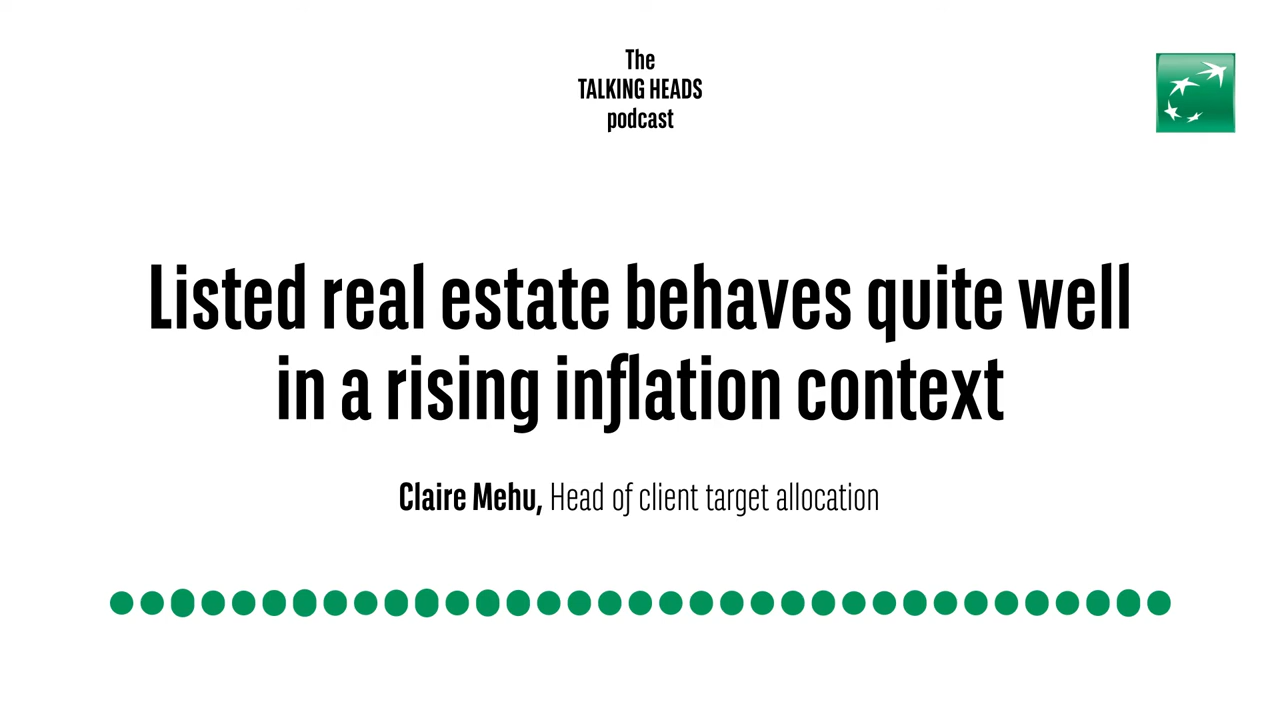 The
TALKING HEADS
podcast
Listed real estate behaves quite well
in a rising inflation context
Claire Mehu, Head of client target allocation